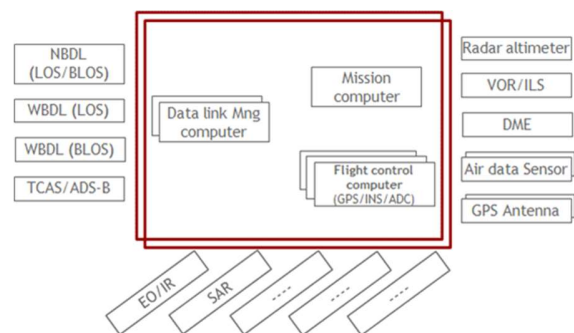 NBDL
(LOS/BLOS)
WBDL (LOS)
WBDL (BLOS)
TCAS/ADS-B
Data link Mng
computer
Mission
computer
Flight control
computer
(GPS/INS/ADC)
Radar altimeter
VOR/ILS
DME
Air data Sensor
GPS Antenna
EO/IR
SAR
----
----
----